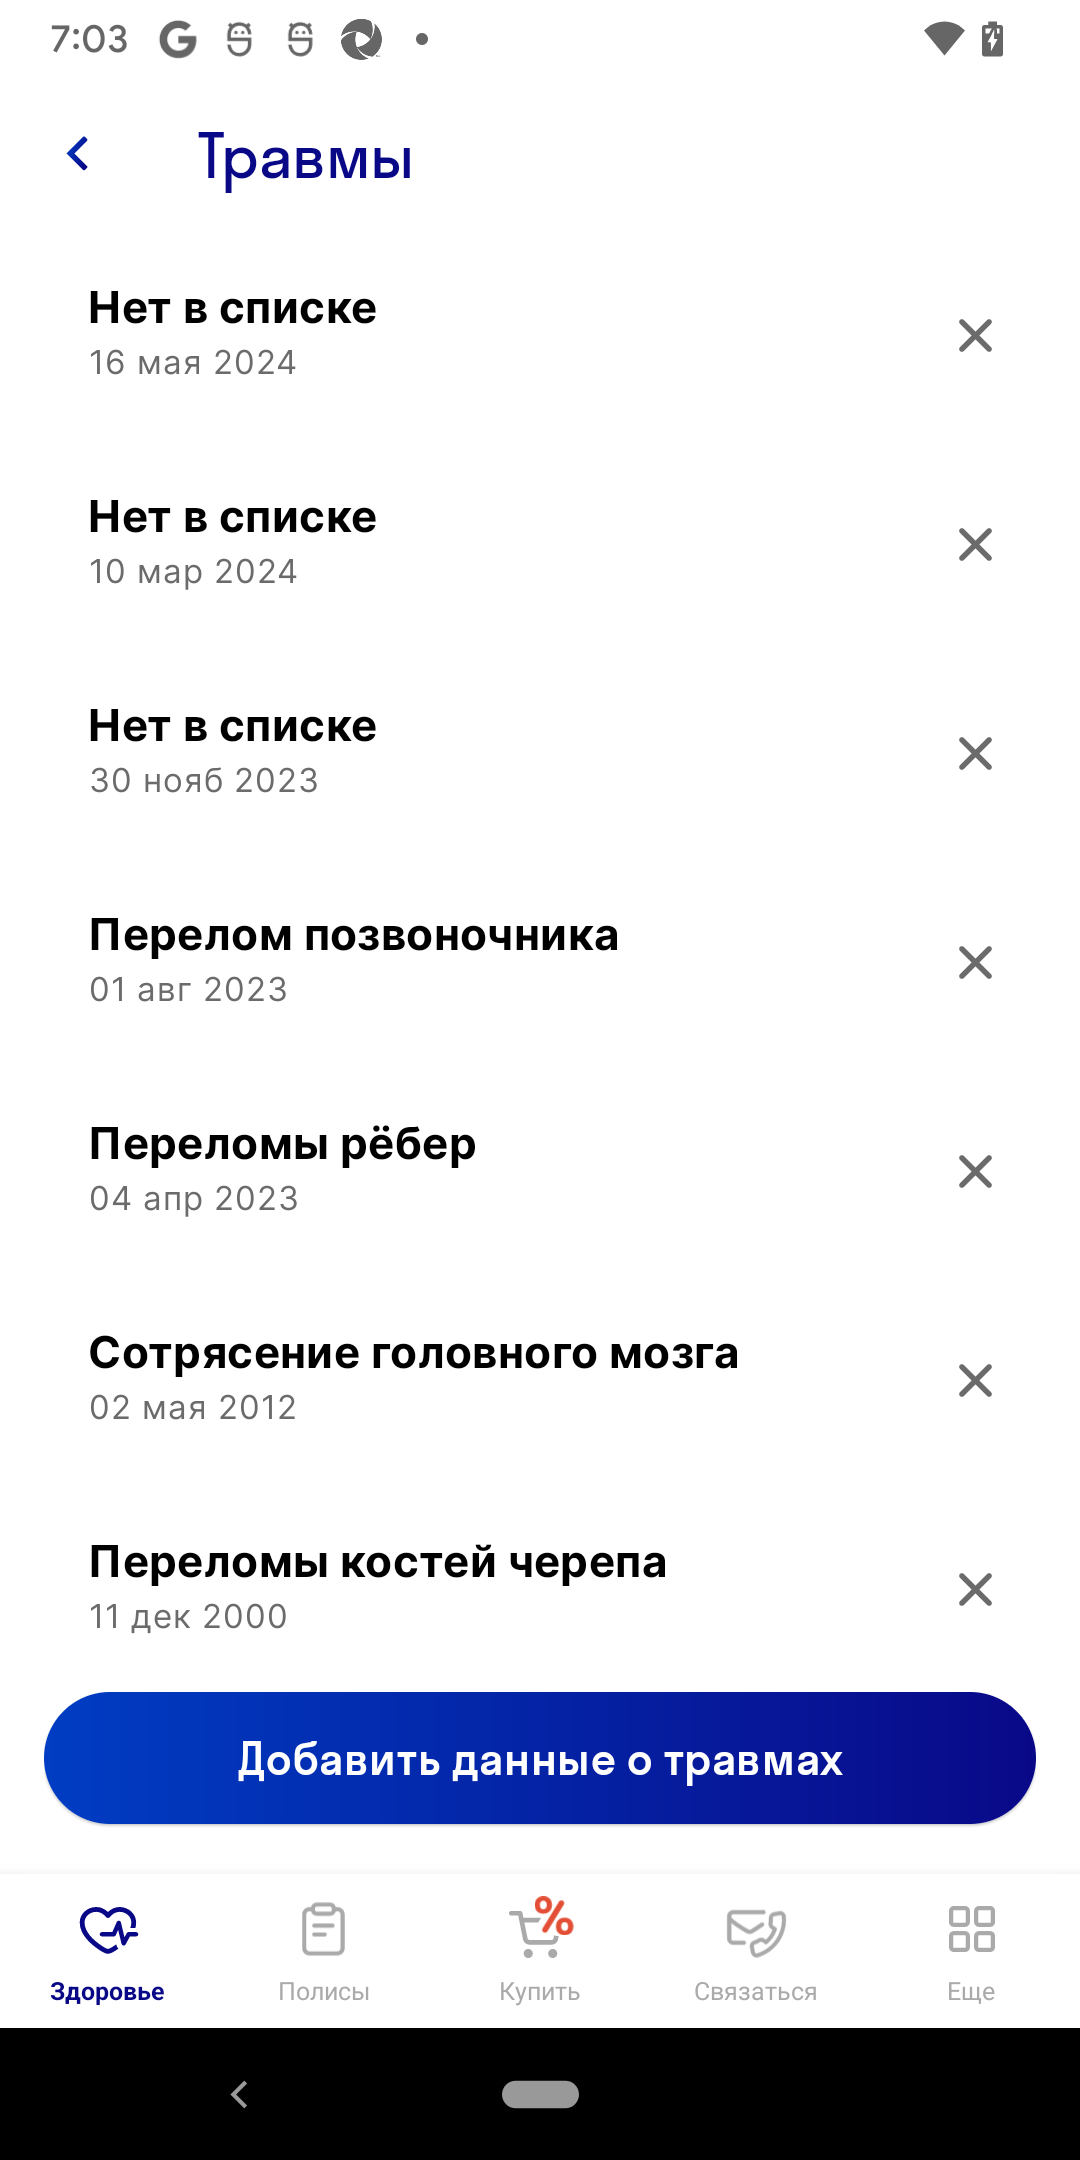 7:03
Травмы
Нет в списке
16 мая 2024
Нет в списке
10 мар 2024
Нет в списке
30 нояб 2023
Перелом позвоночника
01 авг 2023
Переломы рёбер
04 апр 2023
Сотрясение головного мозга
02 мая 2012
Переломы костей черепа
11 дек 2000
Добавить данные о травмах
Здоровье Полисы Купить Связаться Еще